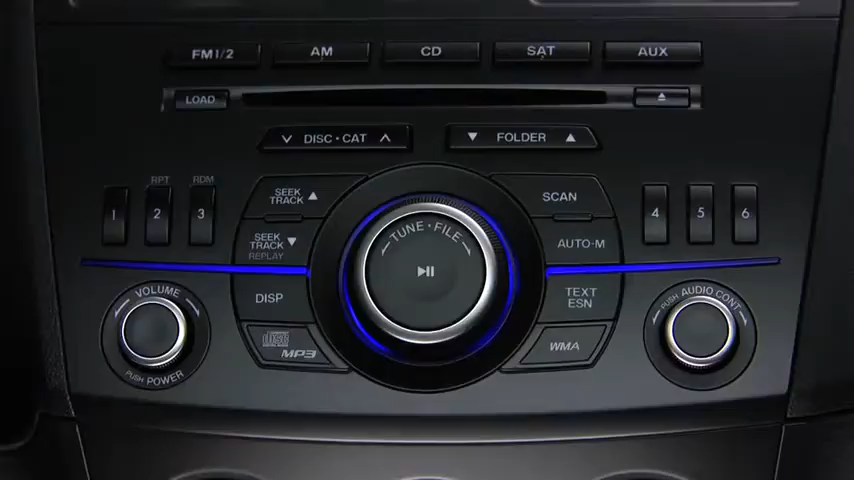 FM1/2
AM
CD
SAT
AUX
LOAD
DISC·CAT
FOLDER
RPT
RDM
1
2
3
SEEK
TRACK
SEEK
TRACK
REPLAY
DISP
MP3
TUNE·FILE
SCAN
AUTO-M
TEXT
ESN
WMA
4
5
6
VOLUME
PUSH POWER
PUSH AUDIO CONT